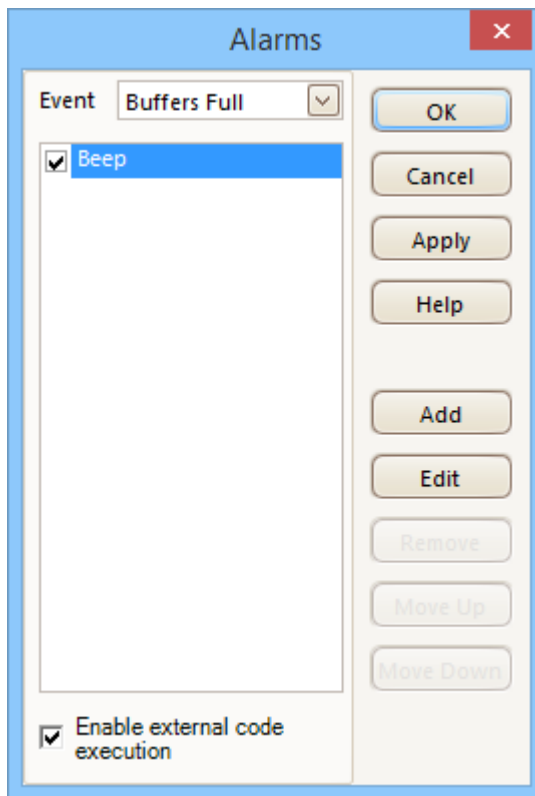 Alarms
Event Buffers Full
Beep
Enable external code
execution
OK
Cancel
Apply
Help
Add
Edit
Remove
Move Up
Move Down